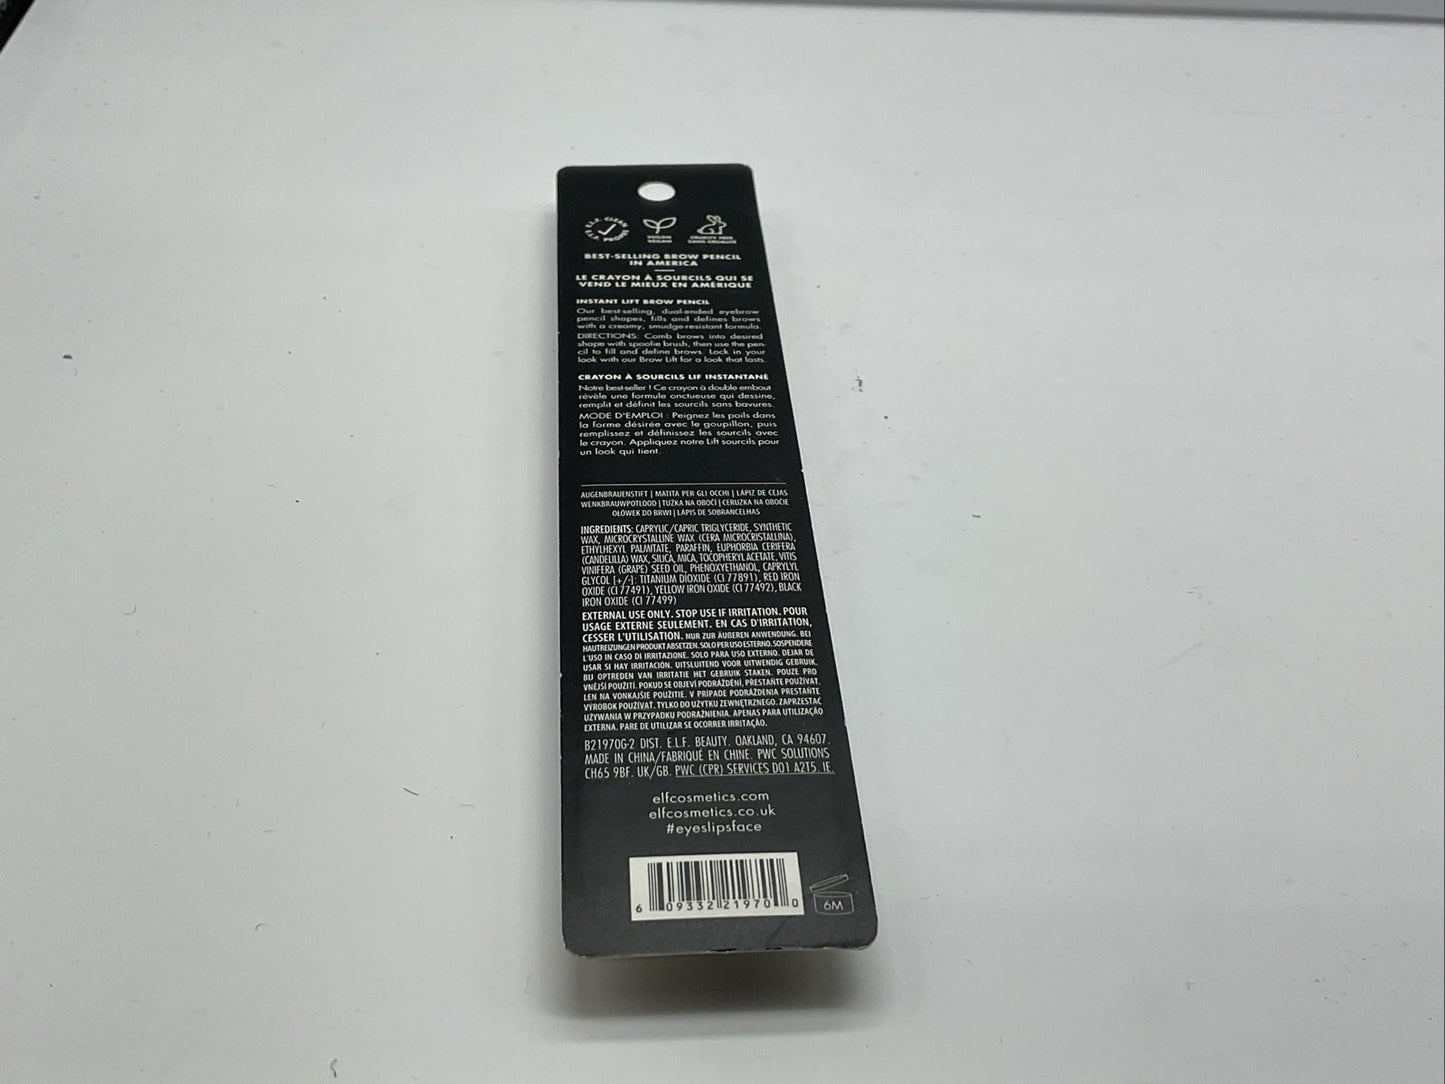 E.L.F. CLEAN
E.L.F. PROPRE
VEGAN
VEGAN
CRUELTY FREE
SANS CRUAUTÉ
BEST-SELLING BROW PENCIL
IN AMERICA
LE CRAYON À SOURCILS QUI SE
VEND LE MIEUX EN AMÉRIQUE
INSTANT LIFT BROW PENCIL
Our best-selling, dual-ended eyebrow
pencil shapes, fills and defines brows
with a creamy, smudge-resistant formula.
DIRECTIONS: Comb brows into desired
shape with spoolie brush, then use the pen-
cil to fill and define brows. Lock in your
look with our Brow Lift for a look that lasts.
CRAYON À SOURCILS LIF INSTANTANÉ
Notre best-seller ! Ce crayon à double embout
révèle une formule onctueuse qui dessine,
remplit et définit les sourcils sans bavures.
MODE D'EMPLOI : Peignez les poils dans
la forme désirée avec le goupillon, puis
remplissez et définissez les sourcils avec
le crayon. Appliquez notre Lift sourcils pour
un look qui tient.
AUGENBRAUENSTIFT | MATITA PER GLI OCCHI | LÁPIZ DE CEJAS
WENKBRAUWPOTLOOD | TUŽKA NA OBOČÍ | CERUZKA NA OBOČIE
OŁÓWEK DO BRWI | LÁPIS DE SOBRANCELHAS
INGREDIENTS: CAPRYLIC/CAPRIC TRIGLYCERIDE, SYNTHETIC
WAX, MICROCRYSTALLINE WAX (CERA MICROCRISTALLINA),
ETHYLHEXYL PALMITATE, PARAFFIN, EUPHORBIA CERIFERA
(CANDELILLA) WAX, SILICA, MICA, TOCOPHERYL ACETATE, VITIS
VINIFERA (GRAPE) SEED OIL, PHENOXYETHANOL, CAPRYLYL
GLYCOL [+/-]: TITANIUM DIOXIDE (CI 77891), RED IRON
OXIDE (CI 77491), YELLOW IRON OXIDE (CI 77492), BLACK
IRON OXIDE (CI 77499)
EXTERNAL USE ONLY. STOP USE IF IRRITATION. POUR
USAGE EXTERNE SEULEMENT. EN CAS D'IRRITATION,
CESSER L'UTILISATION. NUR ZUR ÄUßEREN ANWENDUNG. BEI
HAUTREIZUNGEN PRODUKT ABSETZEN. SOLO PER USO ESTERNO. SOSPENDERE
L'USO IN CASO DI IRRITAZIONE. SOLO PARA USO EXTERNO. DEJAR DE
USAR SI HAY IRRITACIÓN. UITSLUITEND VOOR UITWENDIG GEBRUIK.
BIJ OPTREDEN VAN IRRITATIE HET GEBRUIK STAKEN. POUZE PRO
VNĚJŠÍ POUŽITÍ. POKUD SE OBJEVÍ PODRÁŽDĚNÍ, PŘESTAŇTE POUŽÍVAT.
LEN NA VONKAJŠIE POUŽITIE. V PRÍPADE PODRÁŽDENIA PRESTAŇTE
VÝROBOK POUŽÍVAŤ. TYLKO DO UŻYTKU ZEWNĘTRZNEGO. ZAPRZESTAĆ
UŻYWANIA W PRZYPADKU PODRAŻNIENIA. APENAS PARA UTILIZAÇÃO
EXTERNA. PARE DE UTILIZAR SE OCORRER IRRITAÇÃO.
B21970G-2 DIST. E.L.F. BEAUTY. OAKLAND, CA 94607.
MADE IN CHINA/FABRIQUÉ EN CHINE. PWC SOLUTIONS
CH65 9BF. UK/GB. PWC (CPR) SERVICES D01 A2T5. IE.
elfcosmetics.com
elfcosmetics.co.uk
#eyeslipsface
6 09332 21970 0
6M